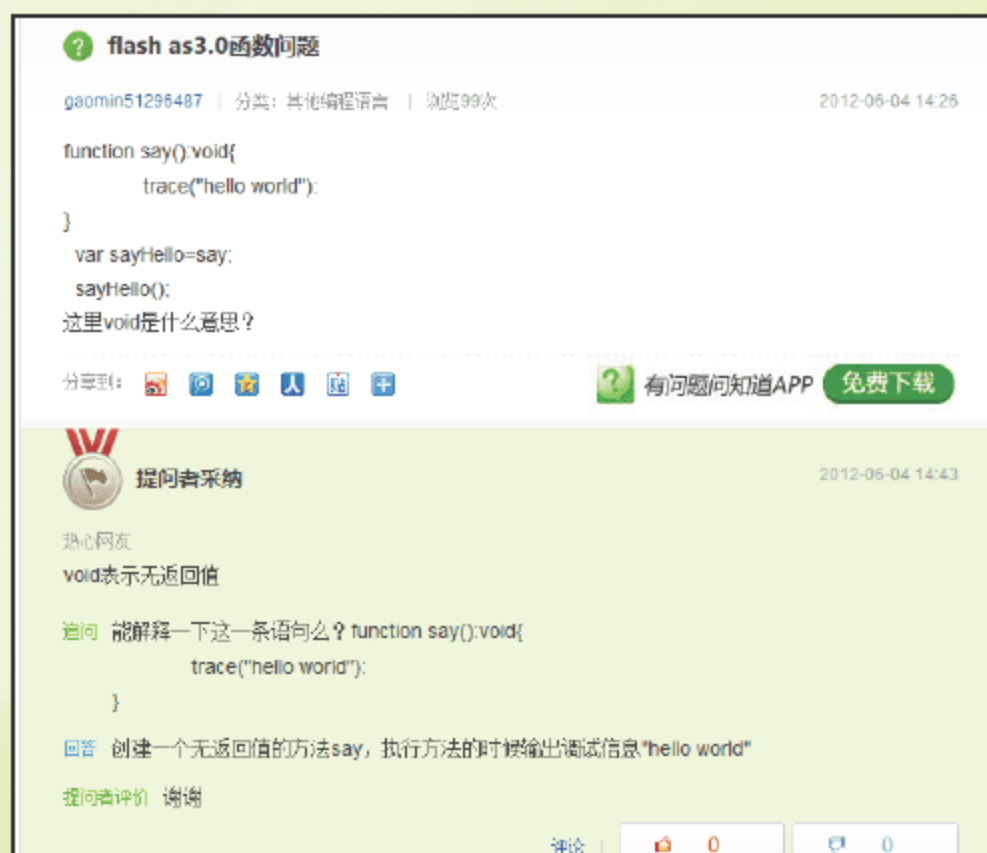 flash as3.0函数问题
gaomin51296487 | 分类：其他编程语言 | 浏览99次 2012-06-04 14:26
function say():void{
trace("hello world"):
}
var sayHello=say;
sayHello();
这里void是什么意思？
分享到：
有问题问知道APP 免费下载
提问者采纳 2012-06-04 14:43
热心网友
void表示无返回值
追问 能解释一下这一条语句么？function say():void{
trace("hello world"):
}
回答 创建一个无返回值的方法say，执行方法的时候输出调试信息"hello world"
提问者评价 谢谢
评论 | 0 0